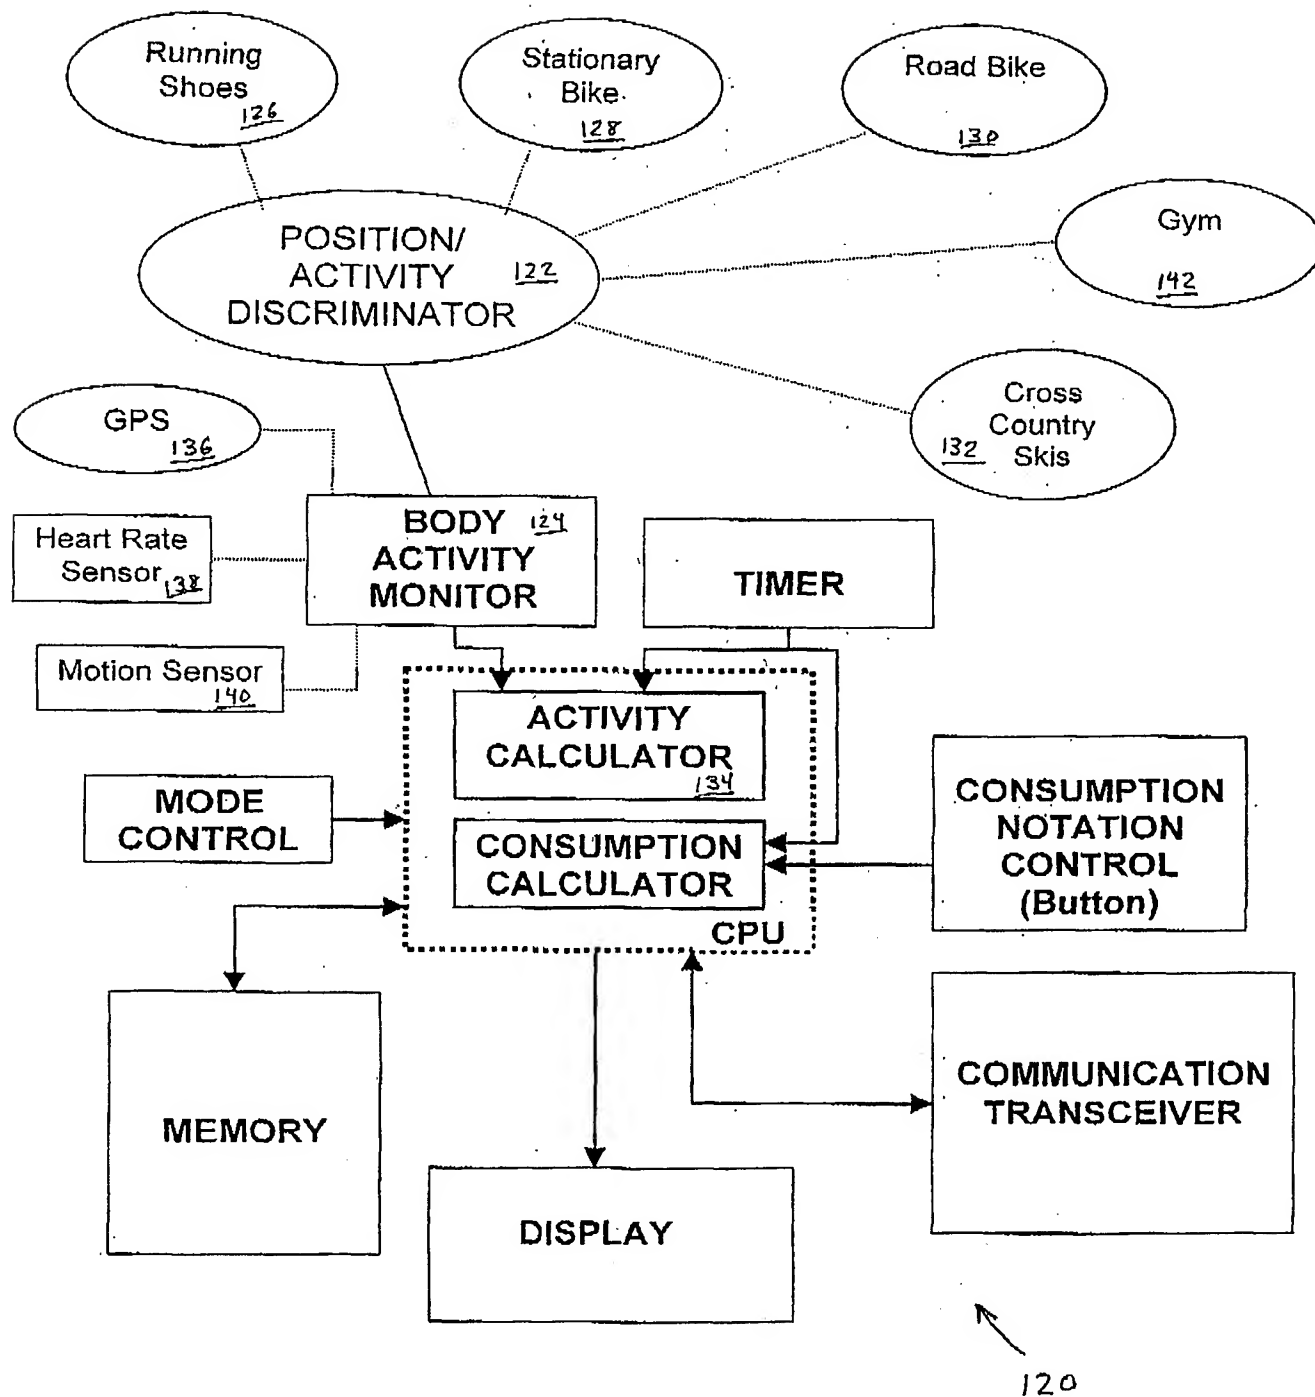 Running
Shoes
126
Stationary
Bike
128
Road Bike
130
Gym
142
POSITION/
ACTIVITY
DISCRIMINATOR
122
Cross
Country
Skis
132
GPS
136
Heart Rate
Sensor
138
Motion Sensor
140
BODY
ACTIVITY
MONITOR
124
TIMER
ACTIVITY
CALCULATOR
134
CONSUMPTION
CALCULATOR
CPU
MODE
CONTROL
CONSUMPTION
NOTATION
CONTROL
(Button)
MEMORY
DISPLAY
COMMUNICATION
TRANSCEIVER
120